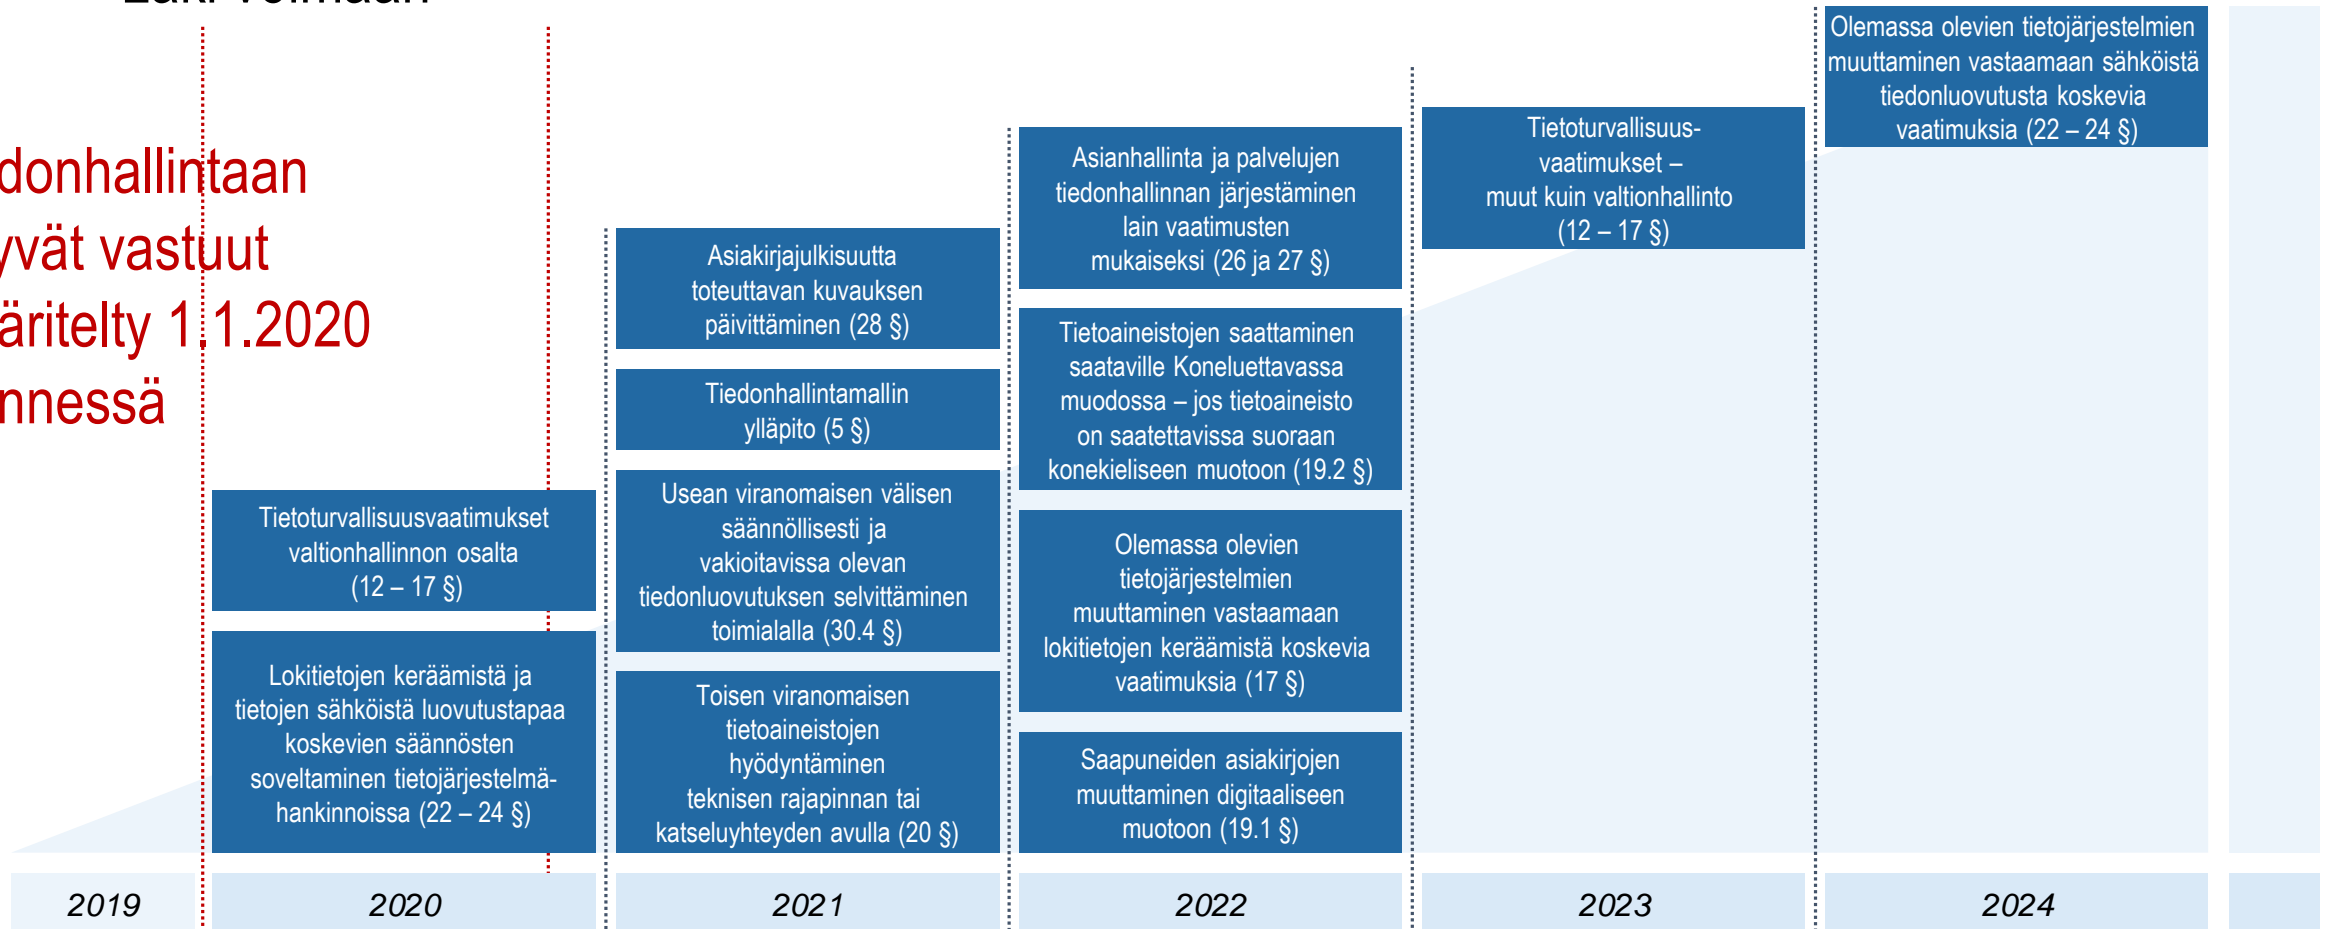 Laki voimaan
donhallintaan
yvät vastuut
äritelty 1.1.2020
nnessä
Tietoturvallisuusvaatimukset
valtionhallinnon osalta
(12 – 17 §)
Lokitietojen keräämistä ja
tietojen sähköistä luovutustapaa
koskevien säännösten
soveltaminen tietojärjestelmä-
hankinnoissa (22 – 24 §)
Asiakirjajulkisuutta
toteuttavan kuvauksen
päivittäminen (28 §)
Tiedonhallintamallin
ylläpito (5 §)
Usean viranomaisen välisen
säännöllisesti ja
vakioitavissa olevan
tiedonluovutuksen selvittäminen
toimialalla (30.4 §)
Toisen viranomaisen
tietoaineistojen
hyödyntäminen
teknisen rajapinnan tai
katseluyhteyden avulla (20 §)
Asianhallinta ja palvelujen
tiedonhallinnan järjestäminen
lain vaatimusten
mukaiseksi (26 ja 27 §)
Tietoaineistojen saattaminen
saataville Koneluettavassa
muodossa – jos tietoaineisto
on saatettavissa suoraan
konekieliseen muotoon (19.2 §)
Olemassa olevien
tietojärjestelmien
muuttaminen vastaamaan
lokitietojen keräämistä koskevia
vaatimuksia (17 §)
Saapuneiden asiakirjojen
muuttaminen digitaaliseen
muotoon (19.1 §)
Tietoturvallisuus-
vaatimukset –
muut kuin valtionhallinto
(12 – 17 §)
Olemassa olevien tietojärjestelmien
muuttaminen vastaamaan sähköistä
tiedonluovutusta koskevia
vaatimuksia (22 – 24 §)
2019
2020
2021
2022
2023
2024